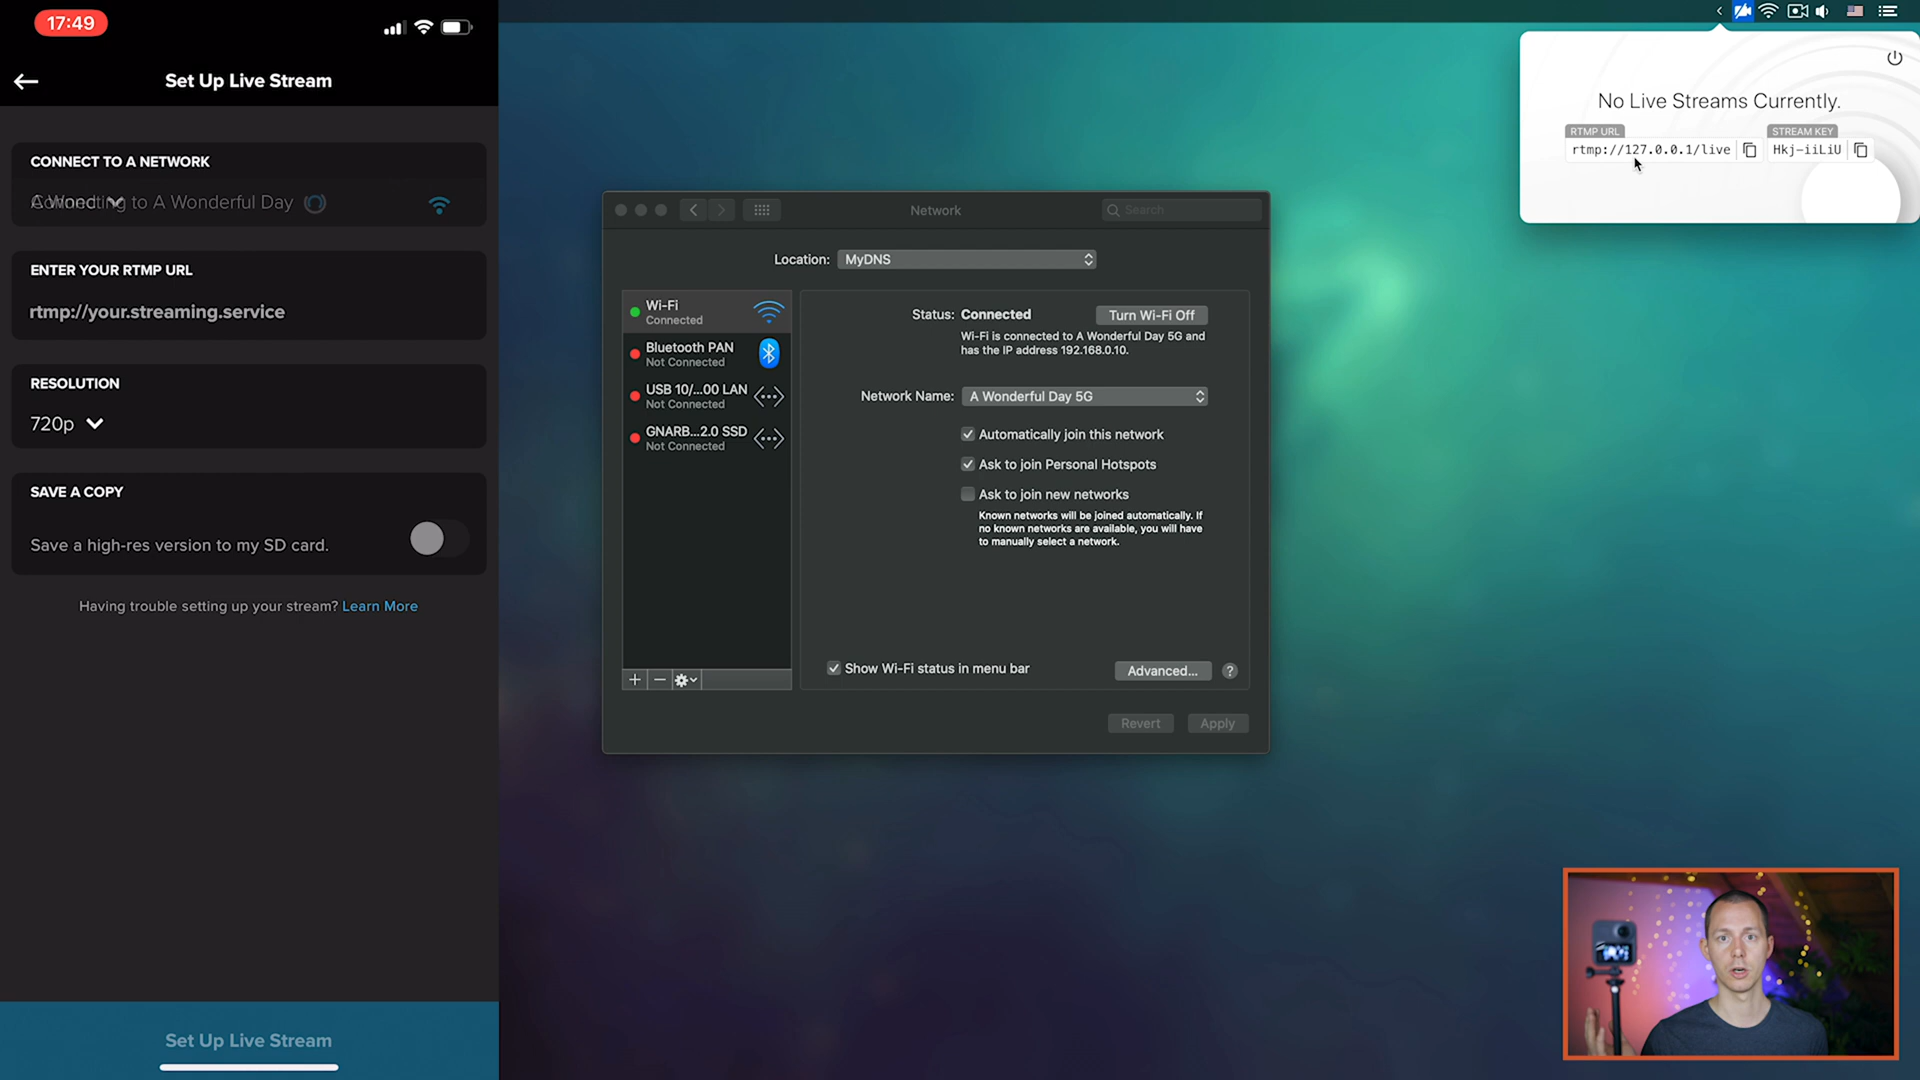 17:49
Set Up Live Stream
CONNECT TO A NETWORK
Connecting to A Wonderful Day
ENTER YOUR RTMP URL
rtmp://your.streaming.service
RESOLUTION
720p
SAVE A COPY
Save a high-res version to my SD card.
Having trouble setting up your stream? Learn More
Set Up Live Stream
Network
Search
Location: MyDNS
Wi-Fi
Connected
Bluetooth PAN
Not Connected
USB 10/...00 LAN
Not Connected
GNARB...2.0 SSD
Not Connected
Status: Connected
Turn Wi-Fi Off
Wi-Fi is connected to A Wonderful Day 5G and
has the IP address 192.168.0.10.
Network Name: A Wonderful Day 5G
Automatically join this network
Ask to join Personal Hotspots
Ask to join new networks
Known networks will be joined automatically. If
no known networks are available, you will have
to manually select a network.
Show Wi-Fi status in menu bar
Advanced...
?
Revert
Apply
No Live Streams Currently.
RTMP URL
STREAM KEY
rtmp://127.0.0.1/live
Hkj-iiLiU